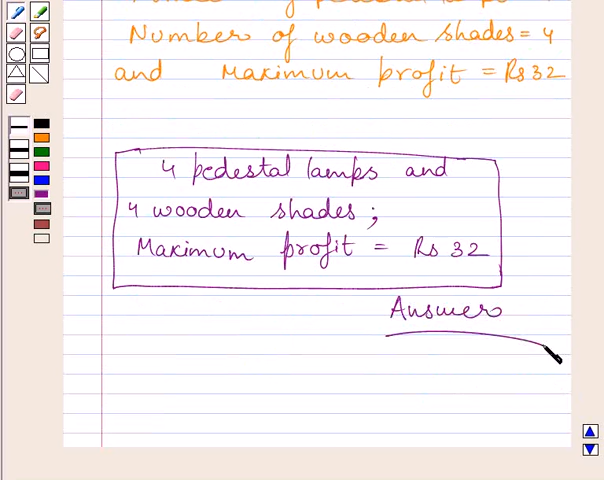 Number of wooden shades = 4
and Maximum profit = Rs 32
4 pedestal lamps and
4 wooden shades ;
Maximum profit = Rs 32
Answer